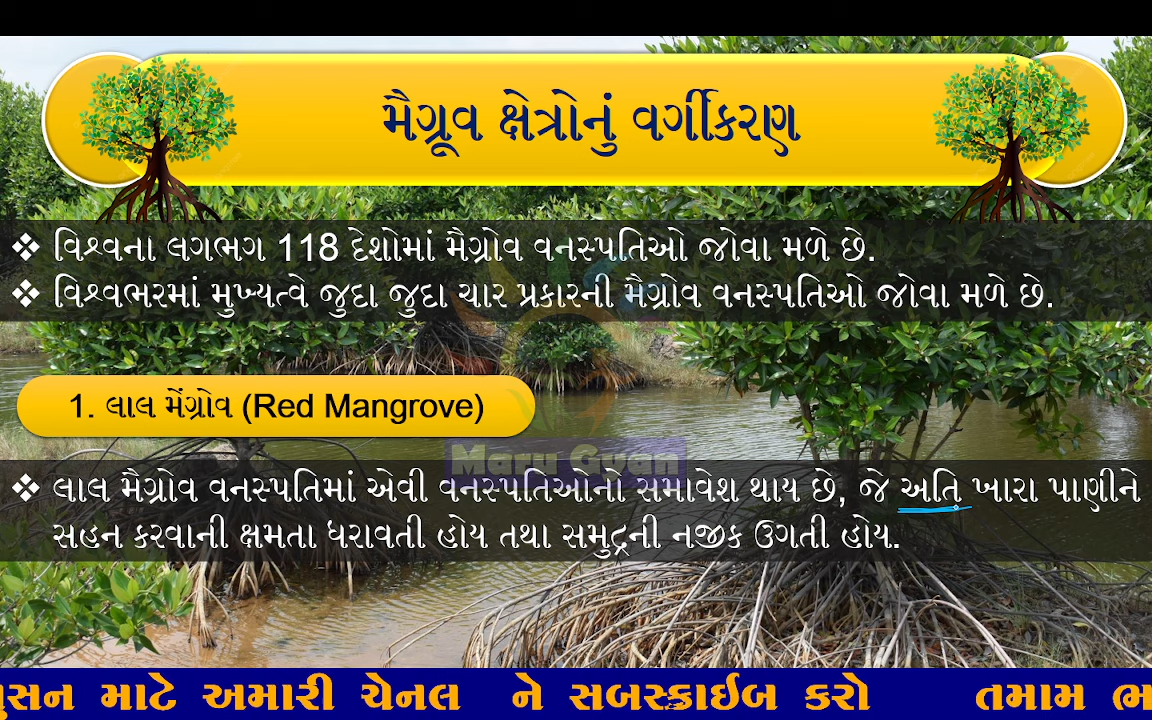 મૈગ્રૂવ ક્ષેત્રોનું વર્ગીકરણ
❖ વિશ્વના લગભગ 118 દેશોમાં મૈગ્રોવ વનસ્પતિઓ જોવા મળે છે.
❖ વિશ્વભરમાં મુખ્યત્વે જુદા જુદા ચાર પ્રકારની મૈગ્રોવ વનસ્પતિઓ જોવા મળે છે.
1. લાલ મેંગ્રોવ (Red Mangrove)
Maru Gyan
❖ લાલ મૈગ્રોવ વનસ્પતિમાં એવી વનસ્પતિઓનો સમાવેશ થાય છે, જે અતિ ખારા પાણીને
સહન કરવાની ક્ષમતા ધરાવતી હોય તથા સમુદ્રની નજીક ઉગતી હોય.
માટે અમારી ચેનલ ને સબસ્ક્રાઈબ કરો તમામ